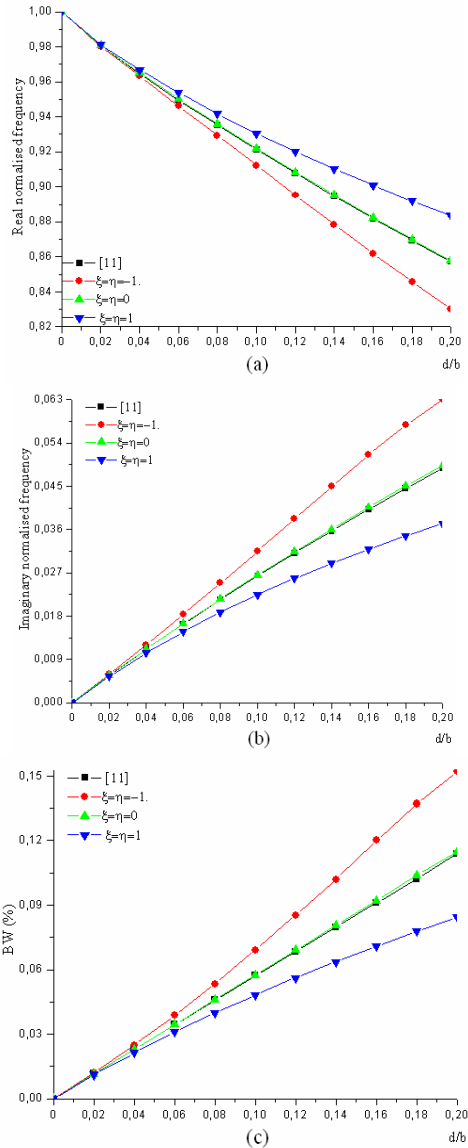 1,00
0,98
0,96
0,94
0,92
0,90
0,88
0,86
0,84
0,82
Real normalised frequency
[11]
ξ=η=-1.
ξ=η=0
ξ=η=1
0,00 0,02 0,04 0,06 0,08 0,10 0,12 0,14 0,16 0,18 0,20
d/b
(a)
0,063
0,054
0,045
0,036
0,027
0,018
0,009
0,000
Imaginary normalised frequency
[11]
ξ=η=-1.
ξ=η=0
ξ=η=1
0,00 0,02 0,04 0,06 0,08 0,10 0,12 0,14 0,16 0,18 0,20
d/b
(b)
0,15
0,12
0,09
0,06
0,03
0,00
BW (%)
[11]
ξ=η=-1.
ξ=η=0
ξ=η=1
0,00 0,02 0,04 0,06 0,08 0,10 0,12 0,14 0,16 0,18 0,20
d/b
(c)